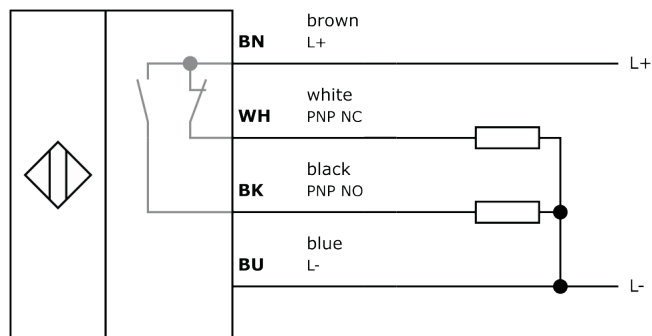 brown
BN L+
L+
white
WH PNP NC
black
BK PNP NO
blue
BU L-
L-